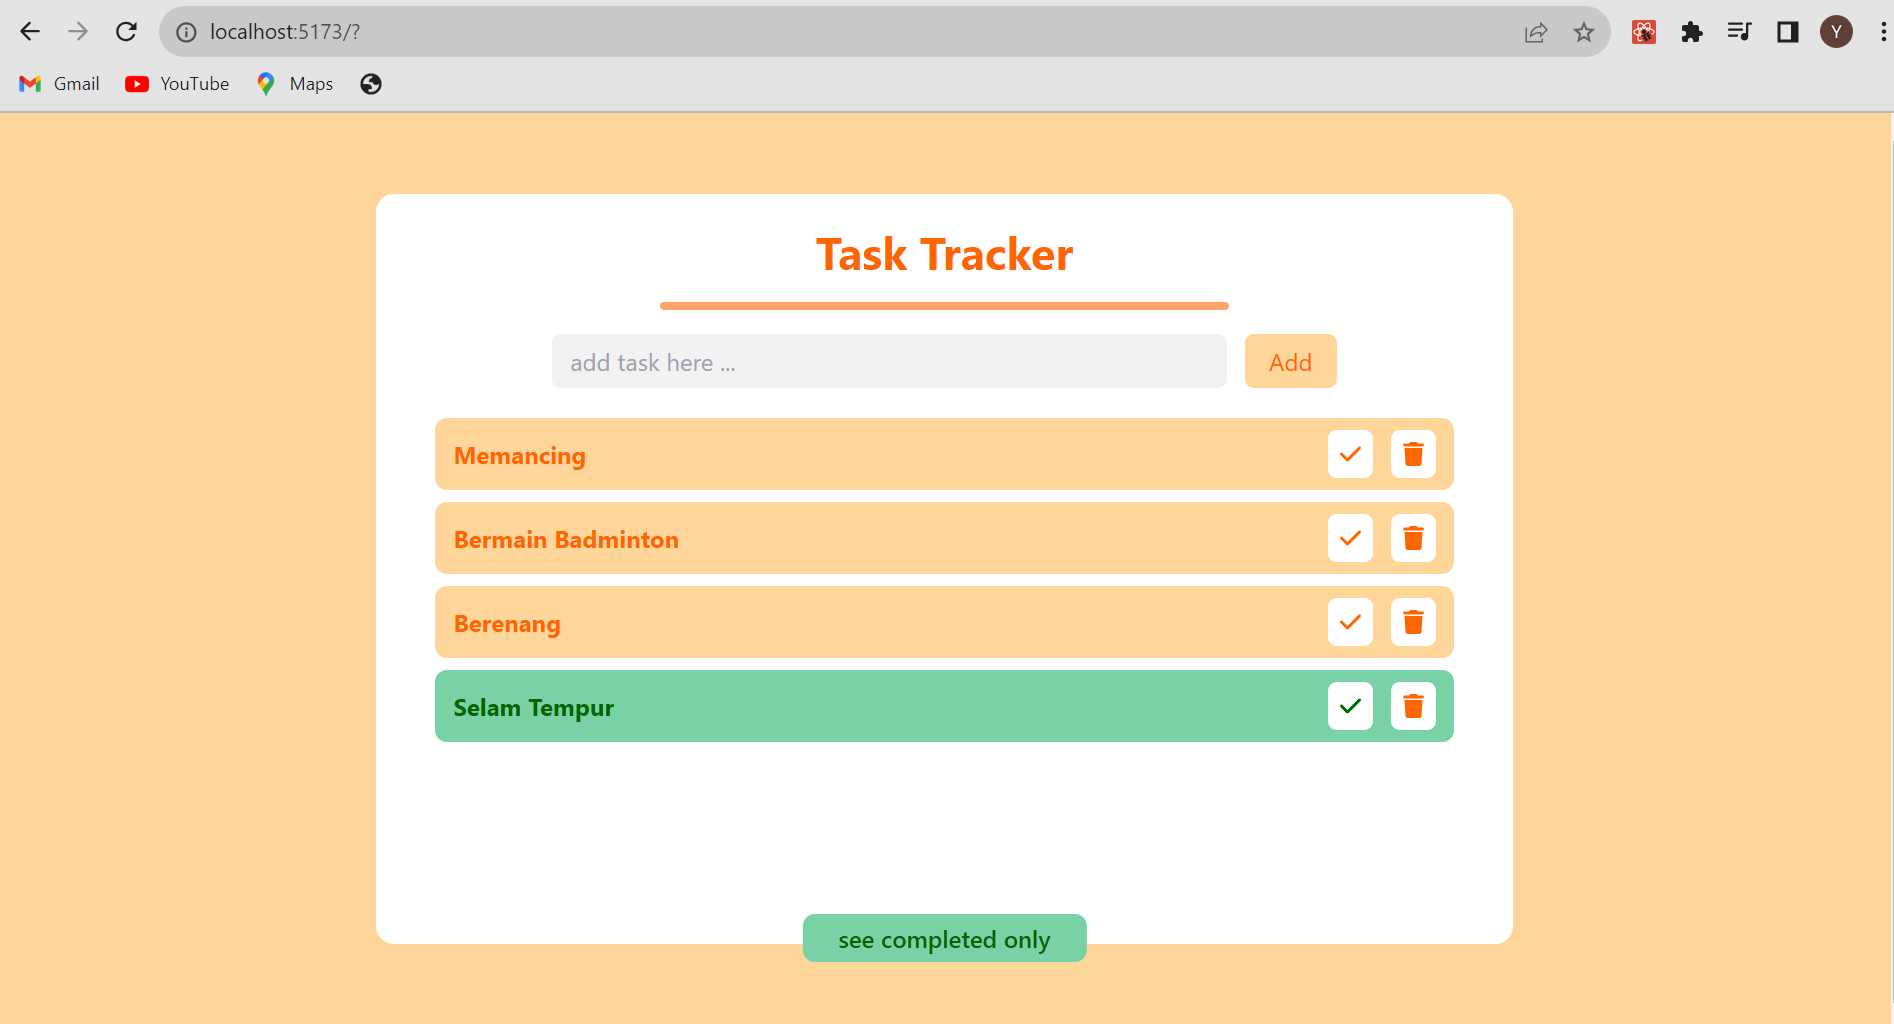 localhost:5173/?
Y
Gmail YouTube Maps
Task Tracker
add task here ... Add
Memancing
Bermain Badminton
Berenang
Selam Tempur
see completed only